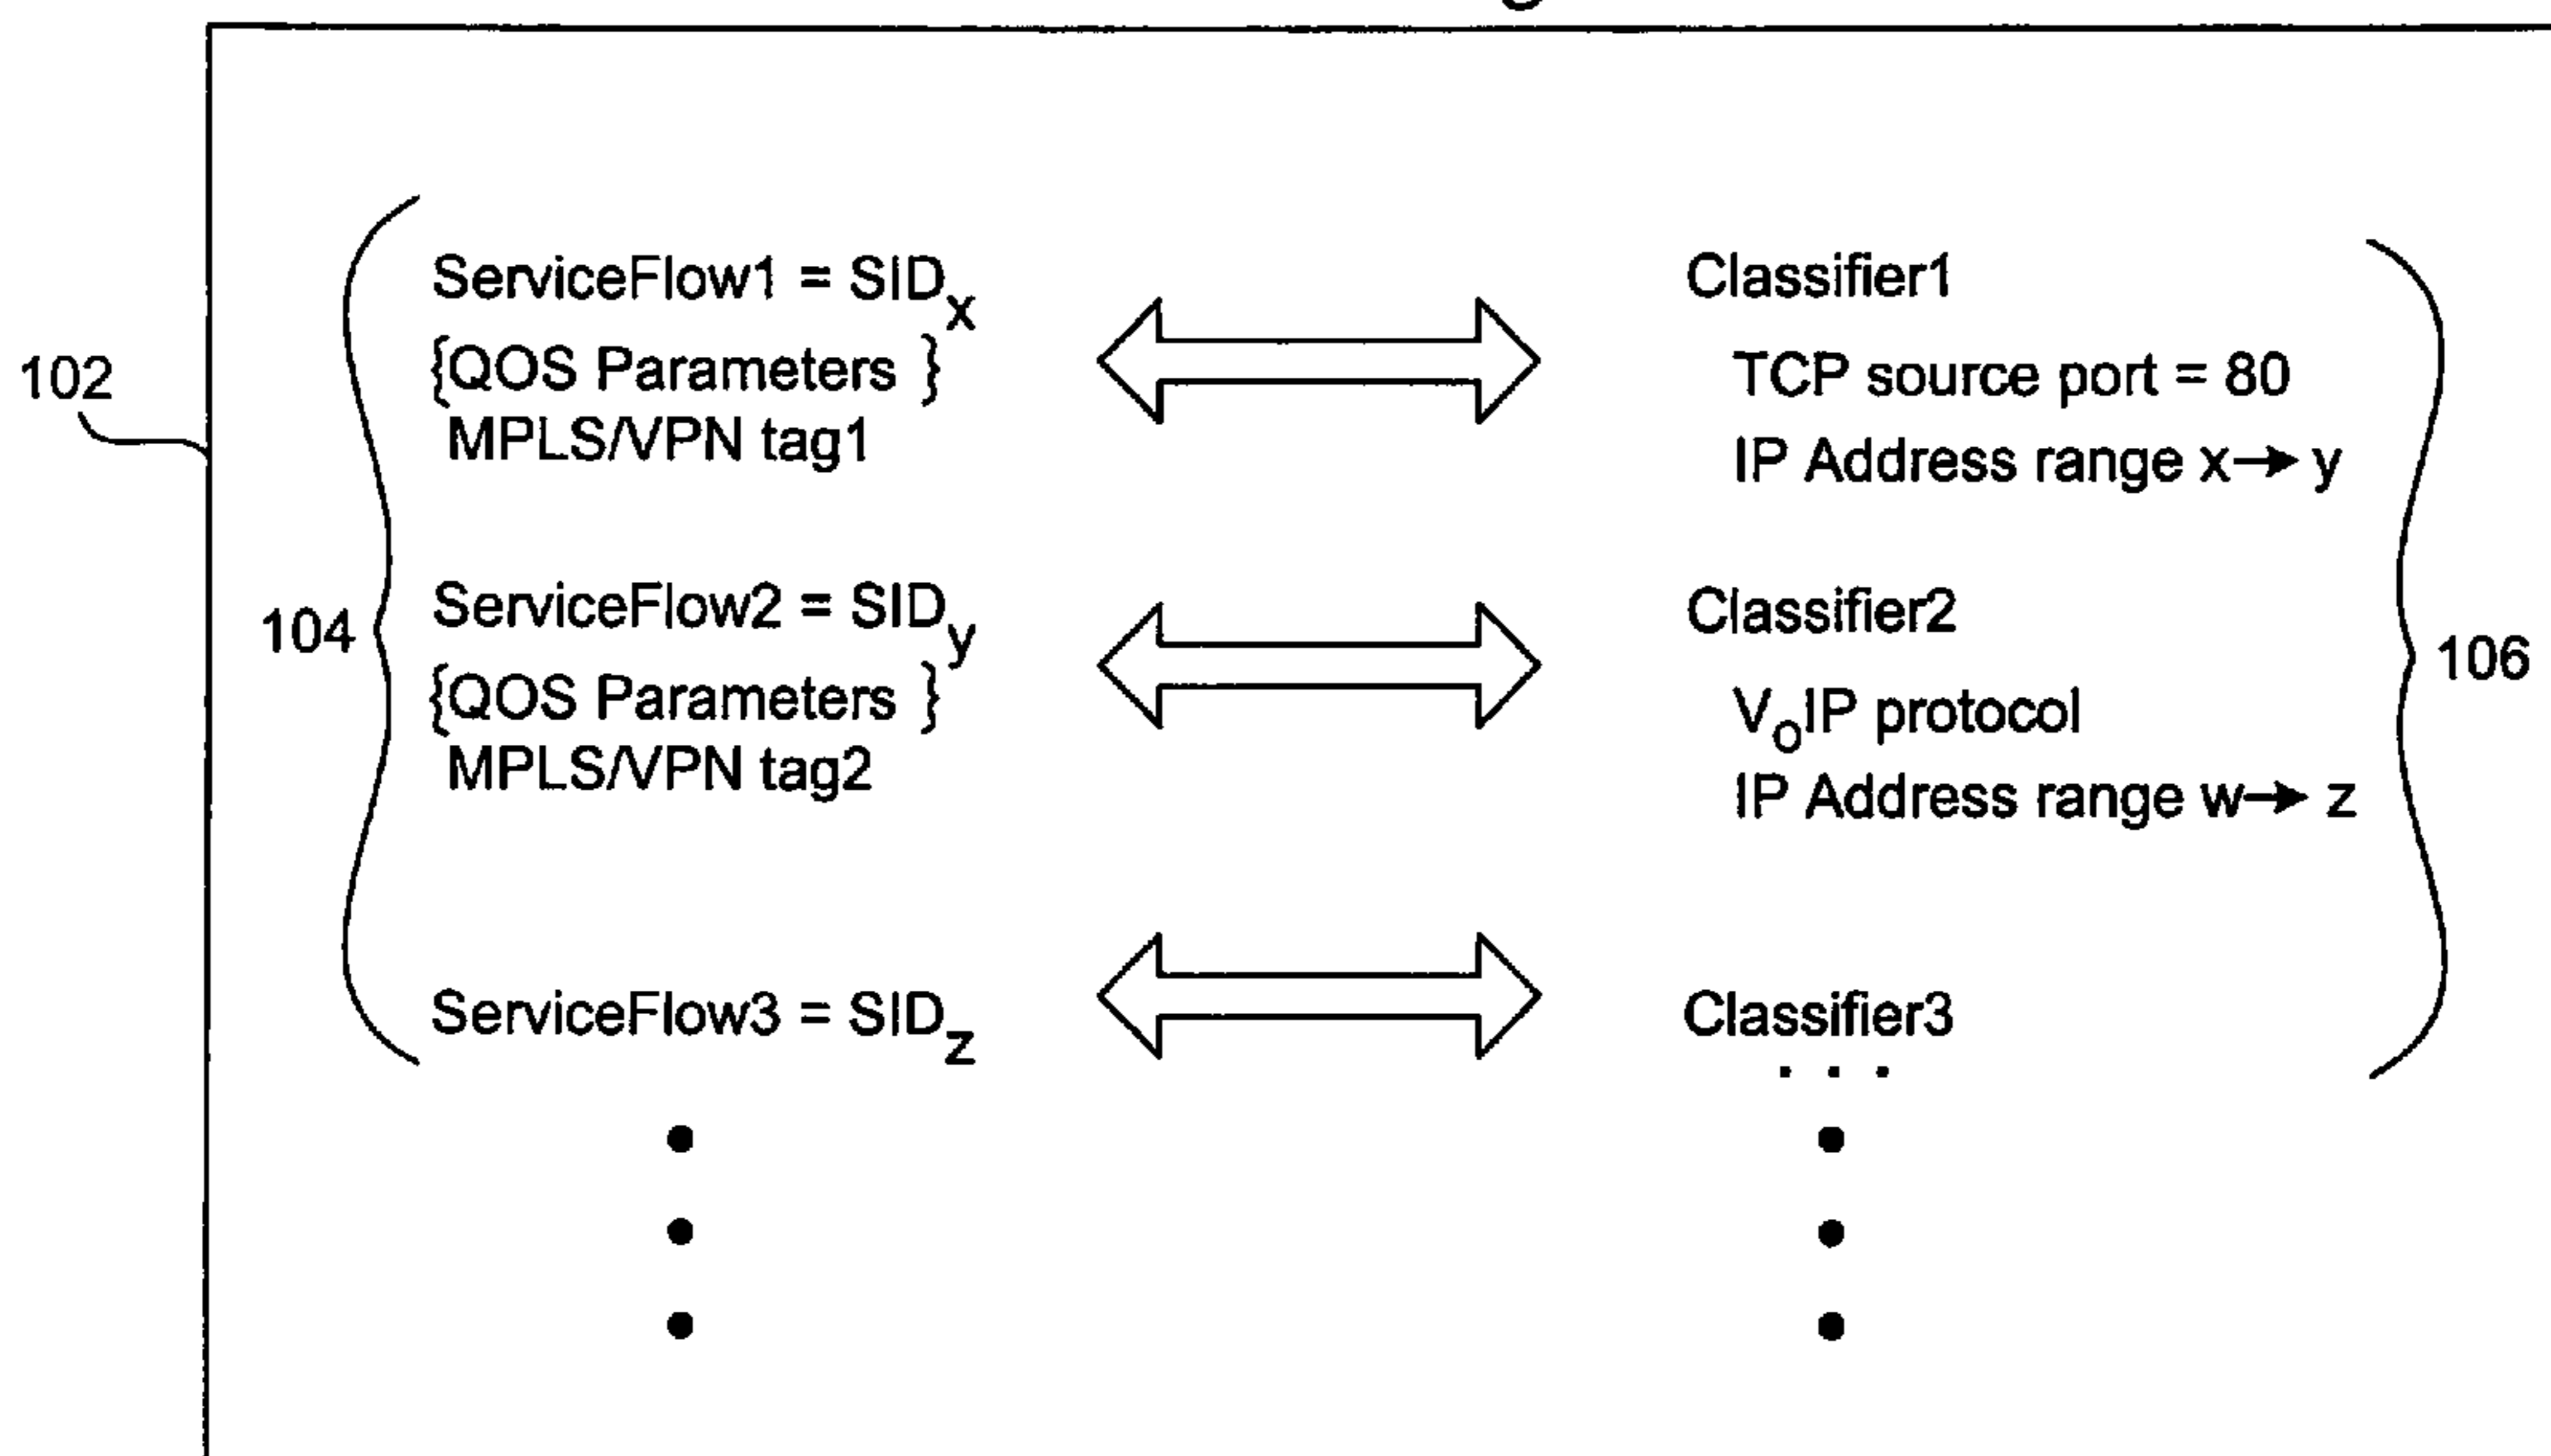 ServiceFlow1 = SIDx
{QOS Parameters }
MPLS/VPN tag1
Classifier1
TCP source port = 80
IP Address range x→ y
102
ServiceFlow2 = SIDy
{QOS Parameters }
MPLS/VPN tag2
104
Classifier2
VoIP protocol
IP Address range w→ z
106
ServiceFlow3 = SIDz
Classifier3
. . .